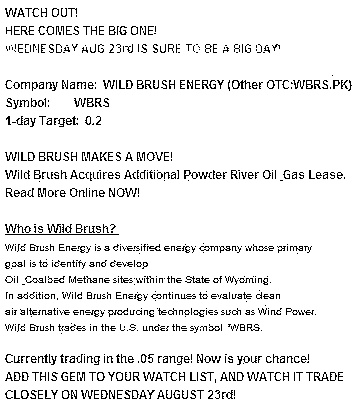 WATCH OUT!
HERE COMES THE BIG ONE!
WEDNESDAY AUG 23rd IS SURE TO BE A BIG DAY!
Company Name: WILD BRUSH ENERGY (Other OTC:WBRS.PK)
Symbol: WBRS
1-day Target: 0.2
WILD BRUSH MAKES A MOVE!
Wild Brush Acquires Additional Powder River Oil _Gas Lease.
Read More Online NOW!
Who is Wild Brush?
Wild Brush Energy is a diversified energy company whose primary
goal is to identify and develop
Oil _Coalbed Methane sites within the State of Wyoming.
In addition, Wild Brush Energy continues to evaluate clean
air alternative energy producing technologies such as Wind Power.
Wild Brush trades in the U.S. under the symbol "WBRS.
Currently trading in the .05 range! Now is your chance!
ADD THIS GEM TO YOUR WATCH LIST, AND WATCH IT TRADE
CLOSELY ON WEDNESDAY AUGUST 23rd!